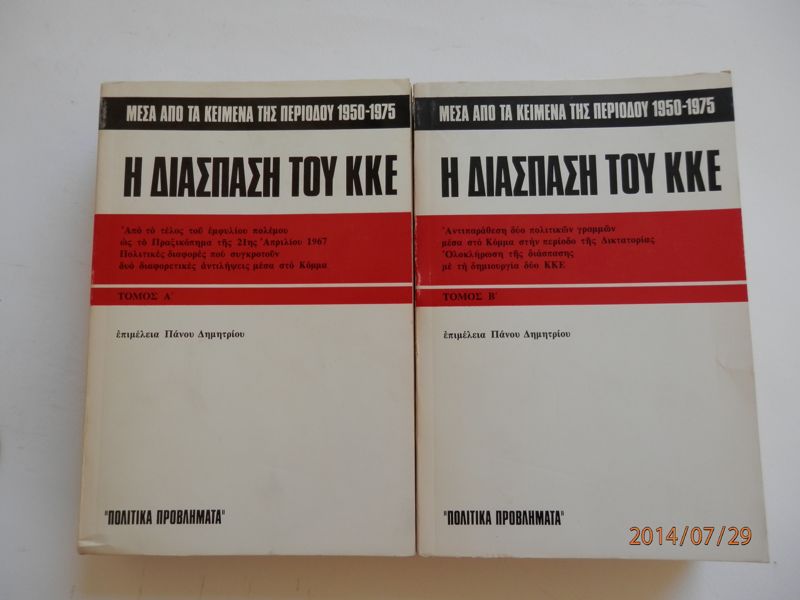 ΜΕΣΑ ΑΠΟ ΤΑ ΚΕΙΜΕΝΑ ΤΗΣ ΠΕΡΙΟΔΟΥ 1950-1975
Η ΔΙΑΣΠΑΣΗ ΤΟΥ ΚΚΕ
Ἀπό τό τέλος τοῦ ἐμφυλίου πολέμου
ὡς τό Πραξικόπημα τῆς 21ης Ἀπριλίου 1967
Πολιτικές διαφορές πού συγκροτοῦν
δυό διαφορετικές ἀντιλήψεις μέσα στό Κόμμα
ΤΟΜΟΣ Α'
ἐπιμέλεια Πάνου Δημητρίου
"ΠΟΛΙΤΙΚΑ ΠΡΟΒΛΗΜΑΤΑ"
ΜΕΣΑ ΑΠΟ ΤΑ ΚΕΙΜΕΝΑ ΤΗΣ ΠΕΡΙΟΔΟΥ 1950-1975
Η ΔΙΑΣΠΑΣΗ ΤΟΥ ΚΚΕ
Ἀντιπαράθεση δύο πολιτικῶν γραμμῶν
μέσα στό Κόμμα στήν περίοδο τῆς Δικτατορίας
Ὁλοκλήρωση τῆς διάσπασης
μέ τή δημιουργία δύο ΚΚΕ
ΤΟΜΟΣ Β'
ἐπιμέλεια Πάνου Δημητρίου
"ΠΟΛΙΤΙΚΑ ΠΡΟΒΛΗΜΑΤΑ"
2014/07/29